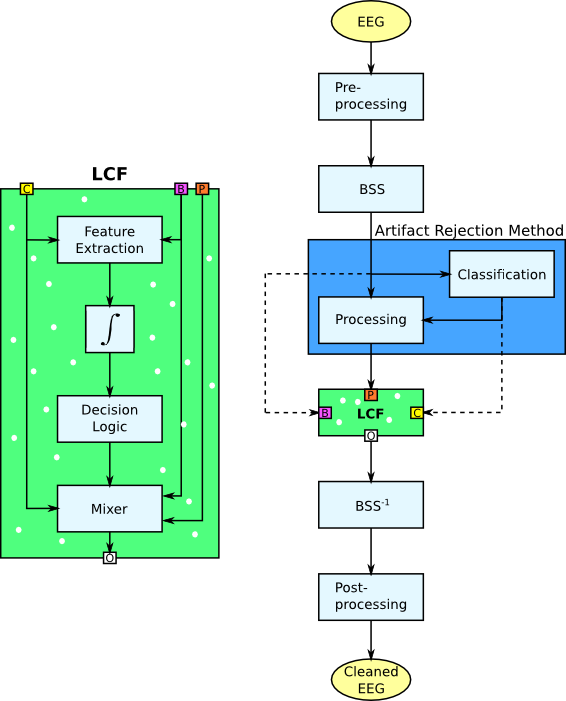 LCF
C
B
P
Feature
Extraction
∫
Decision
Logic
Mixer
O
EEG
Pre-
processing
BSS
Artifact Rejection Method
Classification
Processing
P
B
LCF
C
O
BSS-1
Post-
processing
Cleaned
EEG